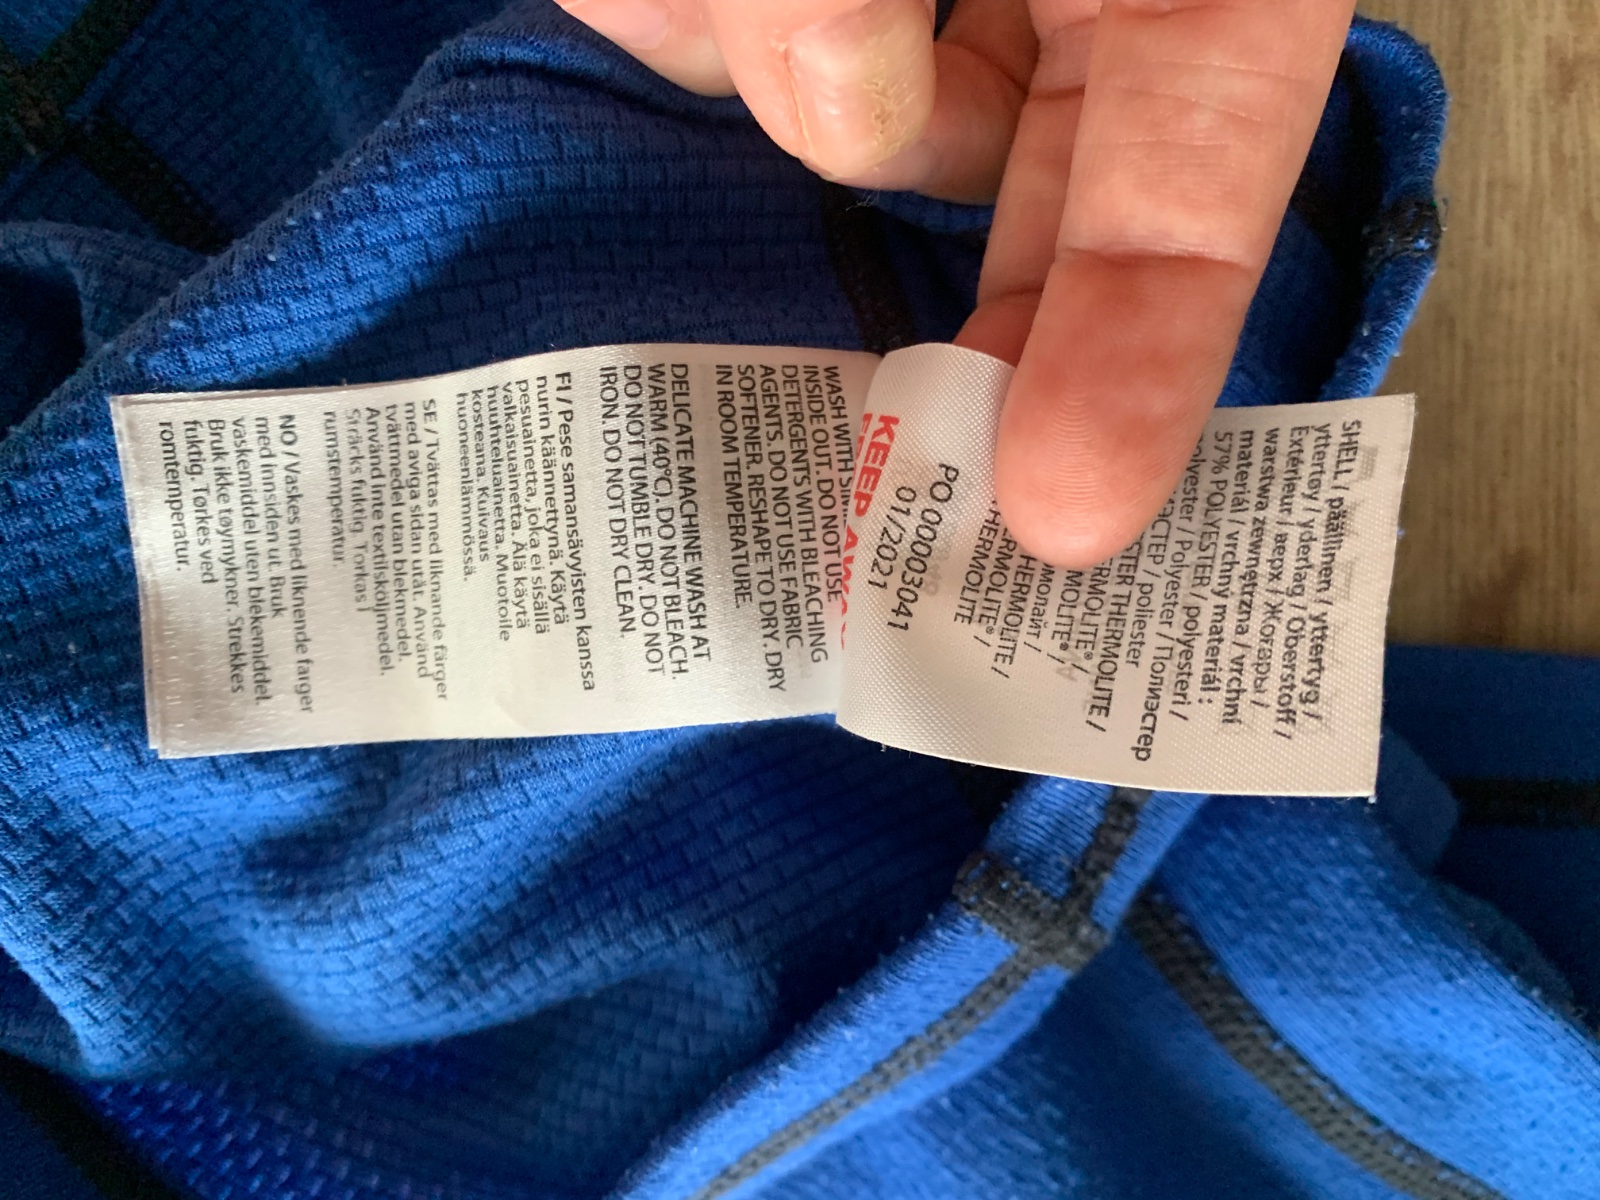 SHELL / päällinen / yttertyg /
yttertøy / yderlag / Oberstoff /
Extérieur / верх / Жоғары /
warstwa zewnętrzna / vrchní
materiál / vrchný materiál :
57% POLYESTER / polyesteri /
polyester / Polyester / Полиэстер
poliester
THERMOLITE /
THERMOLITE /
THERMOLITE® /
THERMOLITE
PO 00003041
01/2021
KEEP
WASH WITH
INSIDE OUT. DO NOT USE
DETERGENTS WITH BLEACHING
AGENTS. DO NOT USE FABRIC
SOFTENER. RESHAPE TO DRY. DRY
IN ROOM TEMPERATURE.
DELICATE MACHINE WASH AT
WARM (40°C). DO NOT BLEACH.
DO NOT TUMBLE DRY. DO NOT
IRON. DO NOT DRY CLEAN.
FI / Pese samansävyisten kanssa
nurin käännettynä. Käytä
pesuainetta, joka ei sisällä
valkaisuainetta. Älä käytä
huuhteluainetta. Muotoile
kosteana. Kuivaus
huoneenlämmössä.
SE / Tvättas med liknande färger
med aviga sidan utåt. Använd
tvättmedel utan blekmedel.
Använd inte textilsköljmedel.
Sträcks fuktig. Torkas i
rumstemperatur.
NO / Vaskes med liknende farger
med innsiden ut. Bruk
vaskemiddel uten blekemiddel.
Bruk ikke tøymykner. Strekkes
fuktig. Tørkes ved
romtemperatur.